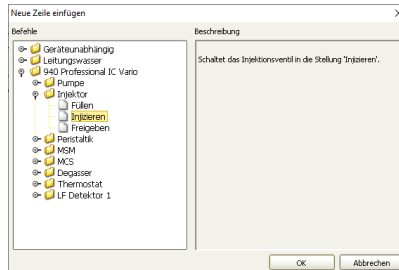 Neue Zeile einfügen
Befehle
Geräteunabhängig
Leitungswasser
940 Professional IC Vario
Pumpe
Injektor
Füllen
Injizieren
Freigeben
Peristaltik
MSM
MCS
Degasser
Thermostat
LF Detektor 1
Beschreibung
Schaltet das Injektionsventil in die Stellung 'Injizieren'.
OK
Abbrechen